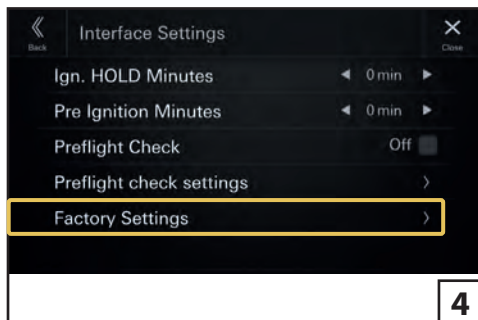 Back Interface Settings Close
Ign. HOLD Minutes 0 min
Pre Ignition Minutes 0 min
Preflight Check Off
Preflight check settings
Factory Settings
4